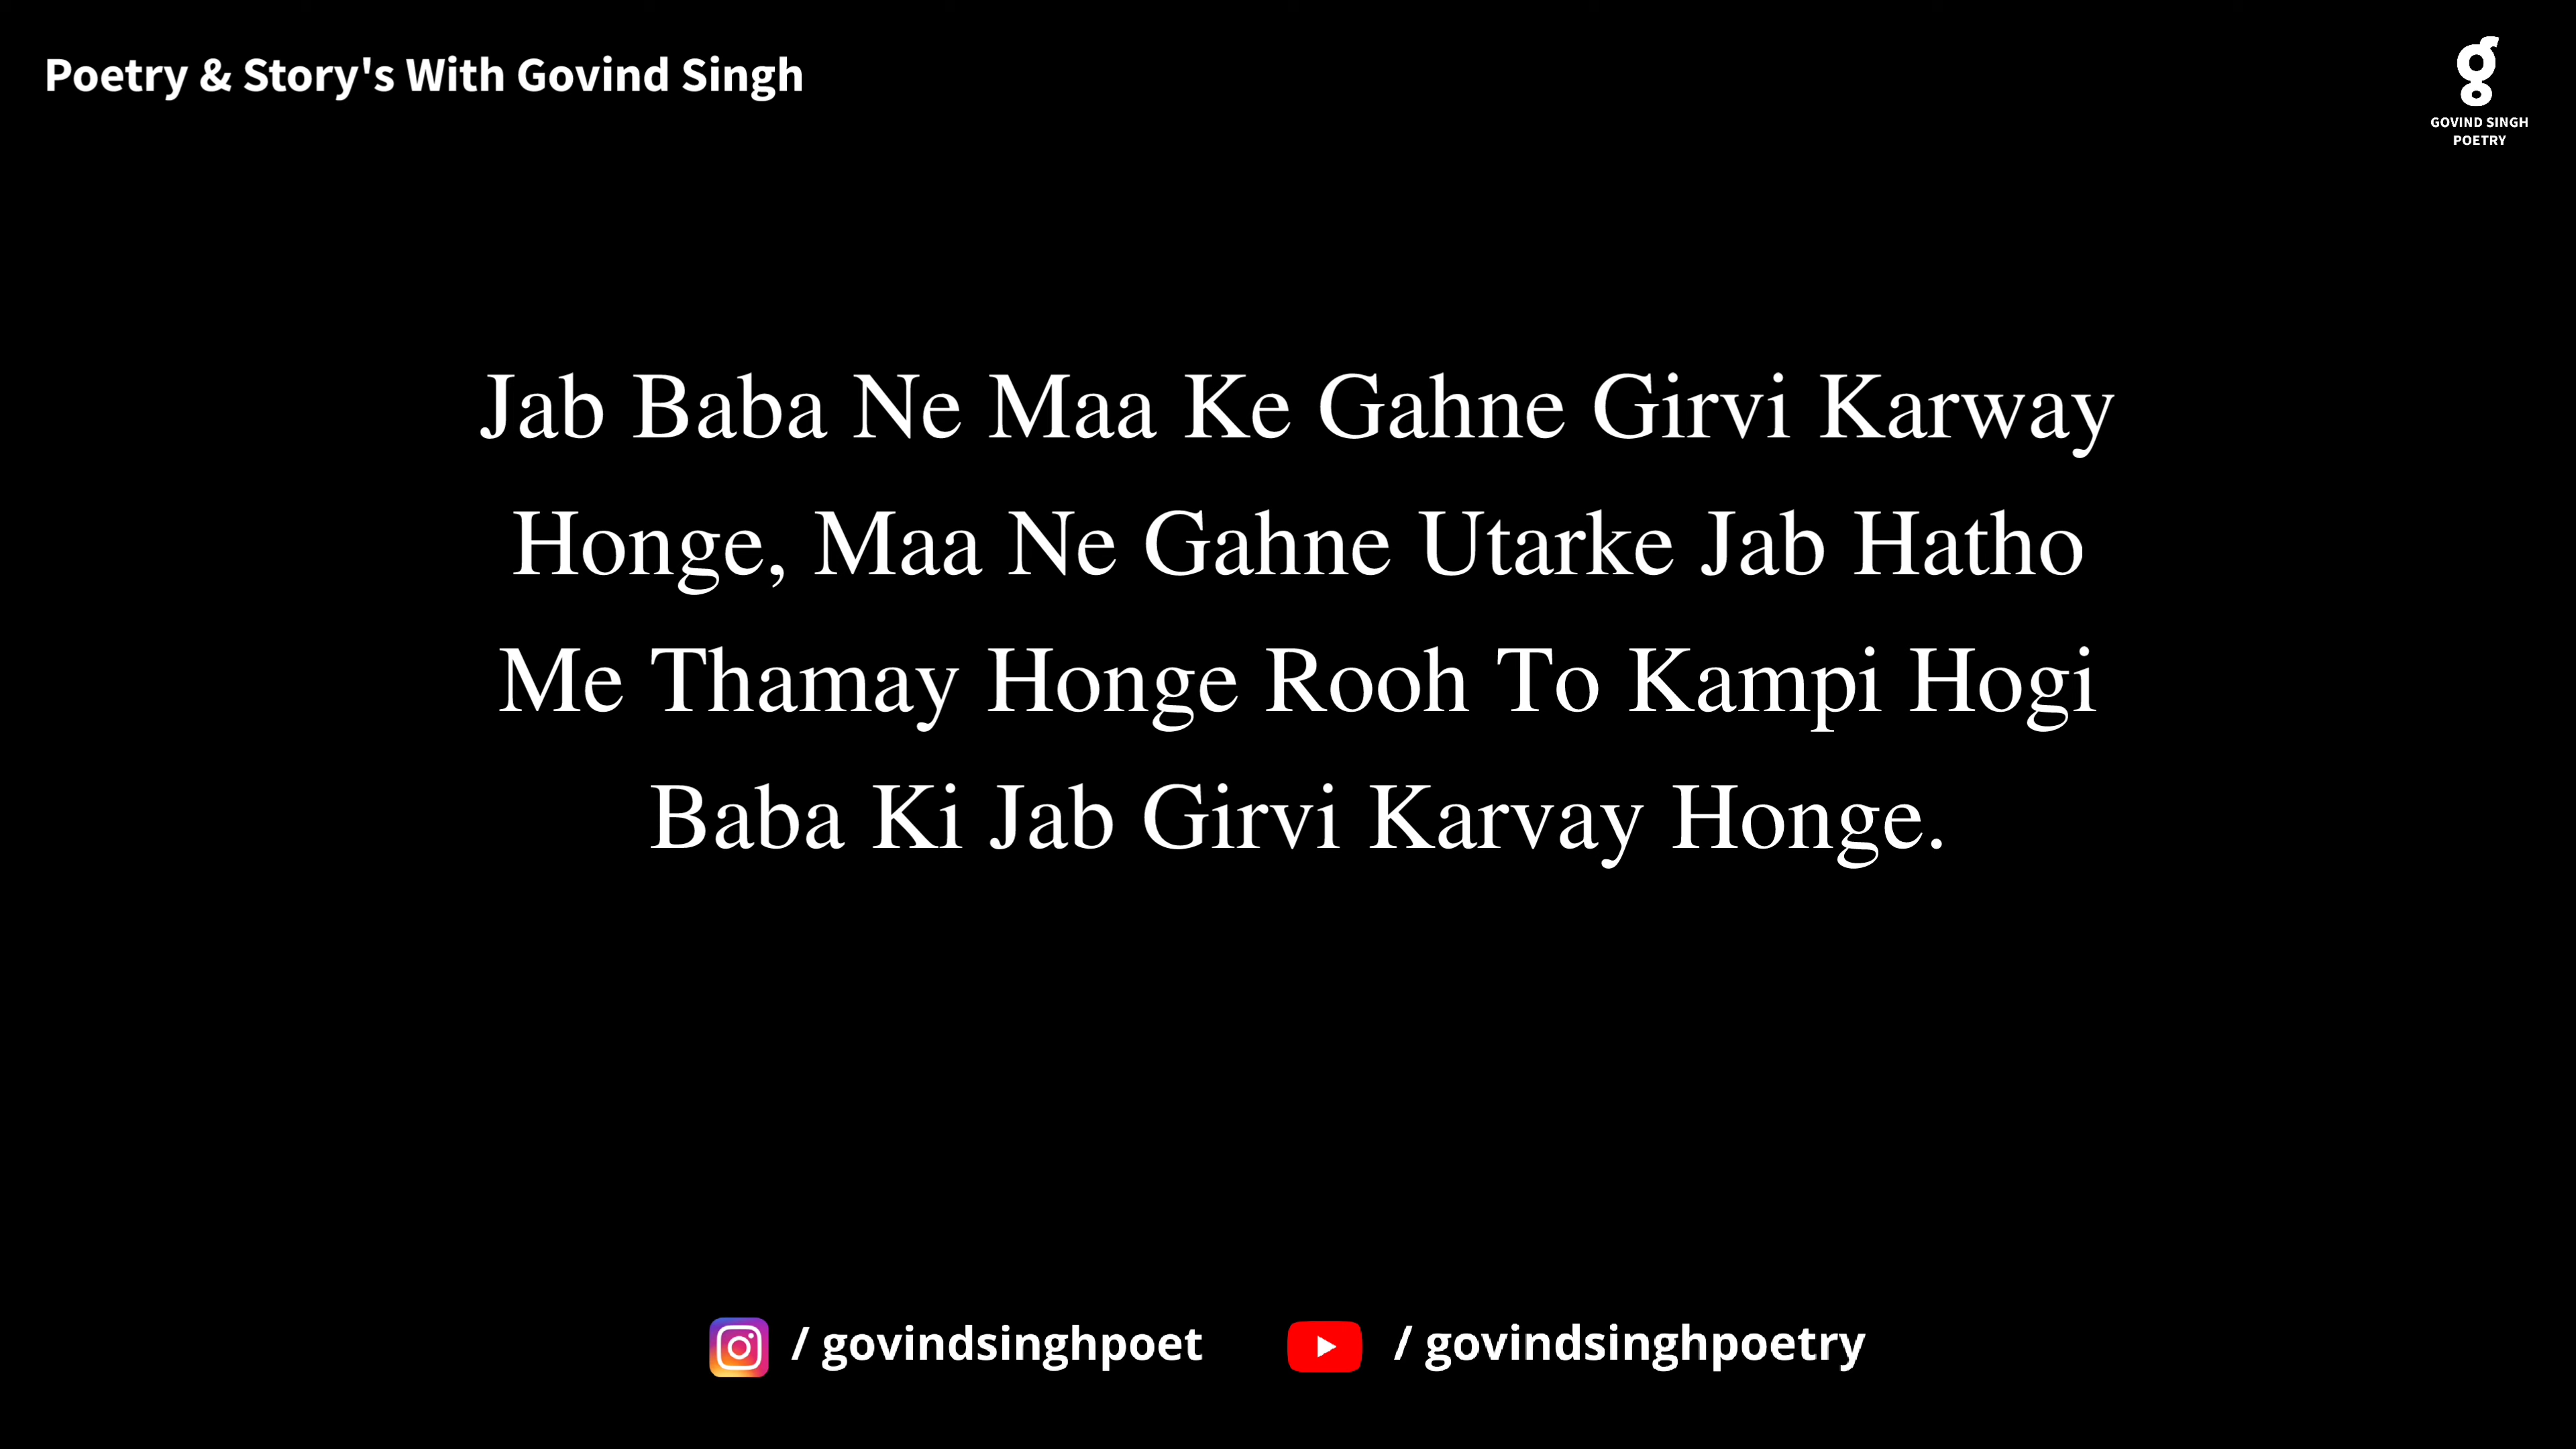 Poetry & Story's With Govind Singh
GOVIND SINGH
POETRY
Jab Baba Ne Maa Ke Gahne Girvi Karway
Honge, Maa Ne Gahne Utarke Jab Hatho
Me Thamay Honge Rooh To Kampi Hogi
Baba Ki Jab Girvi Karvay Honge.
/ govindsinghpoet
/ govindsinghpoetry